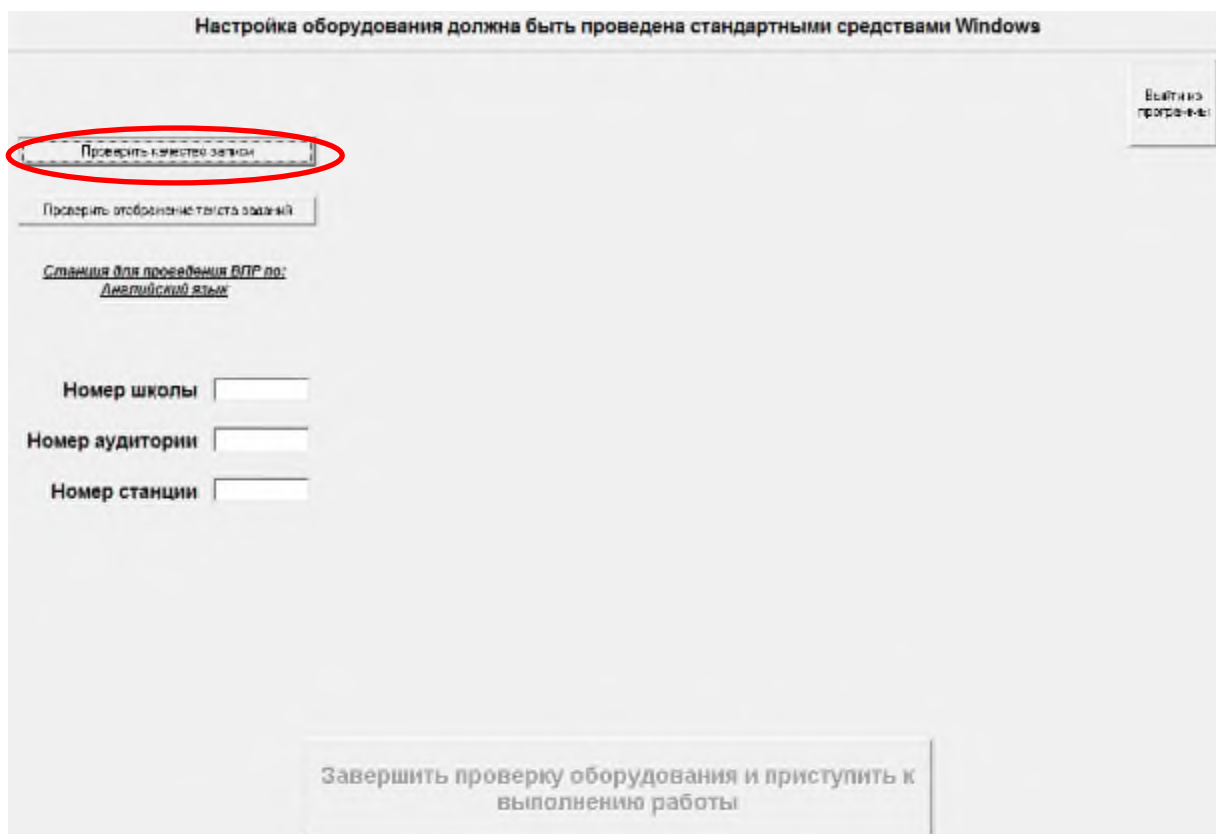 Настройка оборудования должна быть проведена стандартными средствами Windows
Выйти из
программы
Проверить качество записи
Проверить отображение текста заданий
Станция для проведения ВПР по:
Английский язык
Номер школы
Номер аудитории
Номер станции
Завершить проверку оборудования и приступить к
выполнению работы